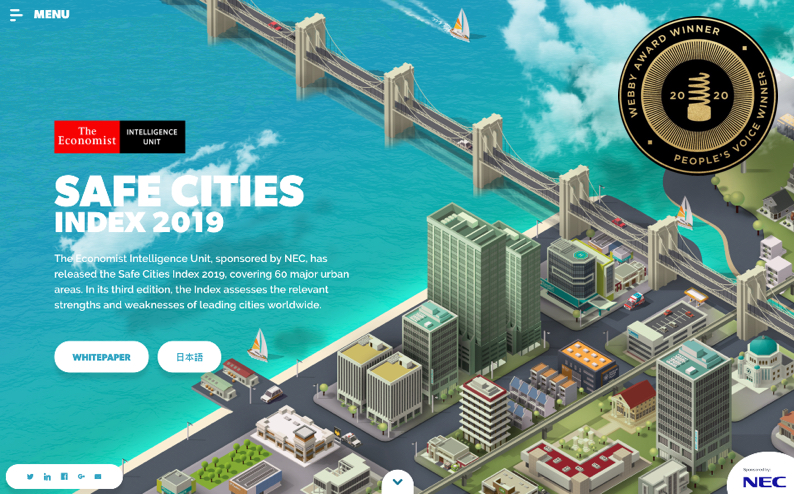 MENU
WEBBY AWARD WINNER
20 20
PEOPLE'S VOICE WINNER
The
Economist
INTELLIGENCE
UNIT
SAFE CITIES
INDEX 2019
The Economist Intelligence Unit, sponsored by NEC, has
released the Safe Cities Index 2019, covering 60 major urban
areas. In its third edition, the Index assesses the relevant
strengths and weaknesses of leading cities worldwide.
WHITEPAPER
日本語
Sponsored by:
NEC